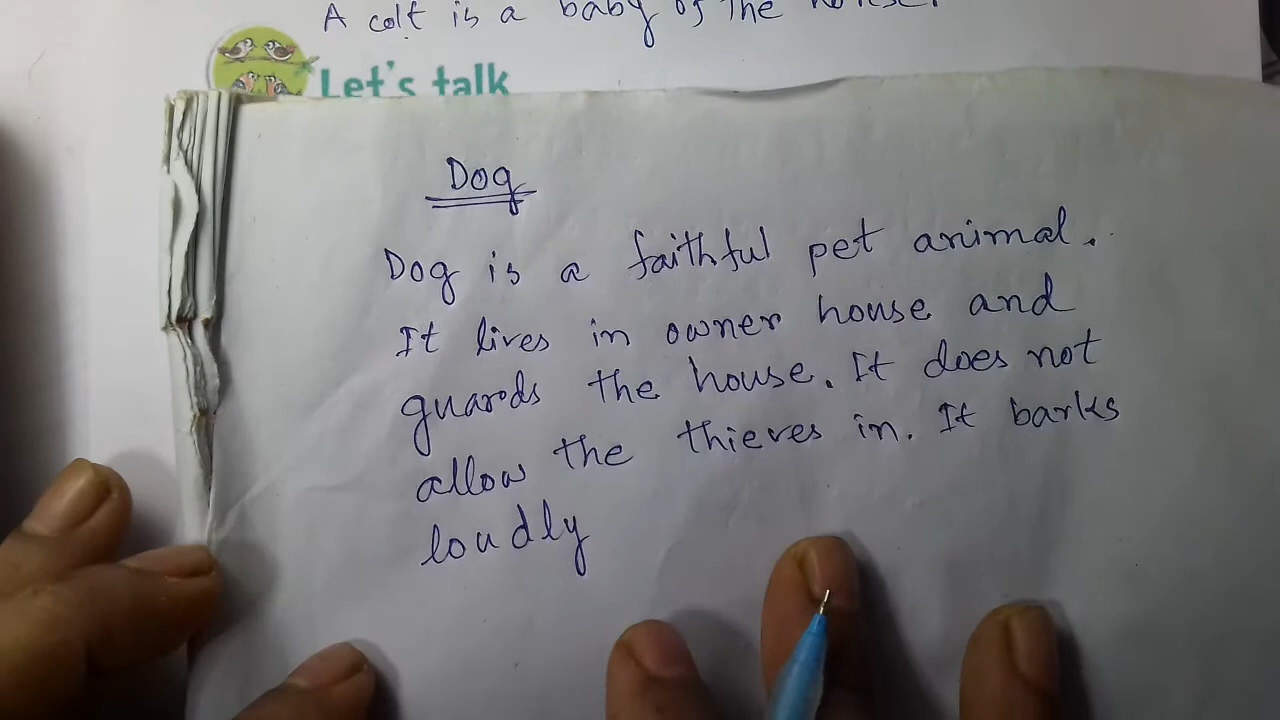 A colt is a baby of the horse.
Let's talk
Dog
Dog is a faithful pet animal.
It lives in owner house and
guards the house. It does not
allow the thieves in. It barks
loudly